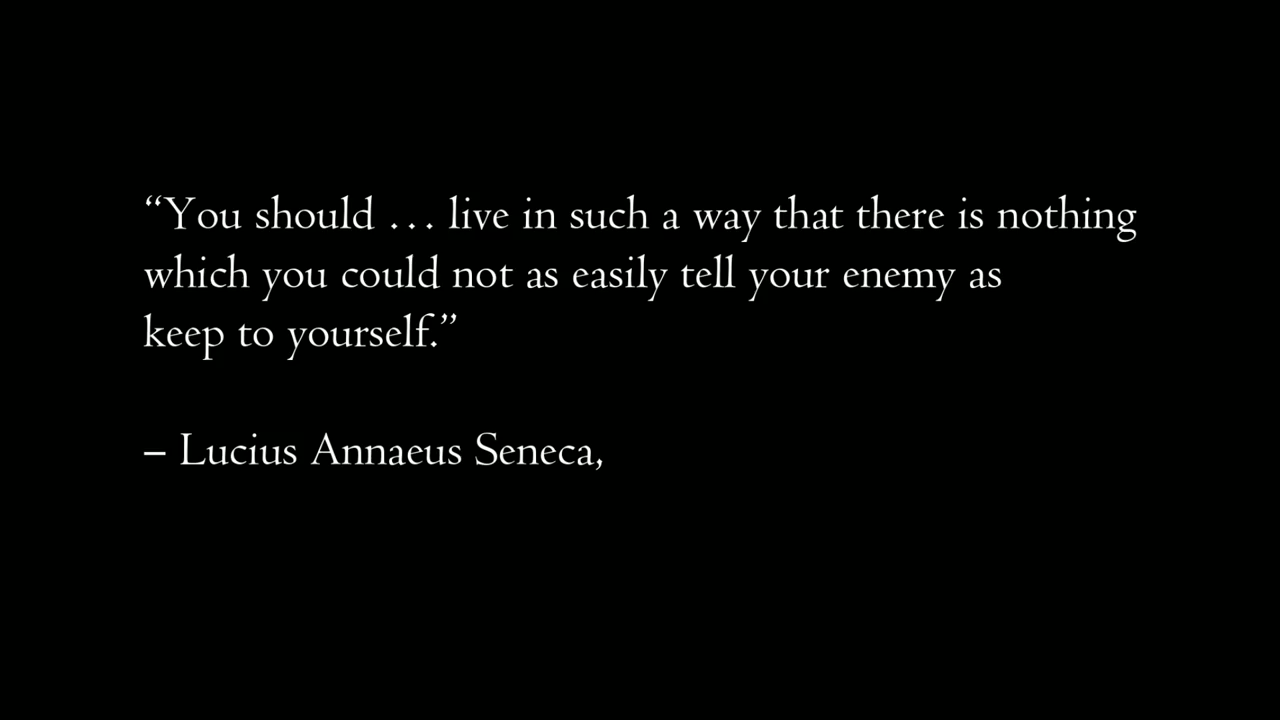 “You should … live in such a way that there is nothing
which you could not as easily tell your enemy as
keep to yourself.”
– Lucius Annaeus Seneca,